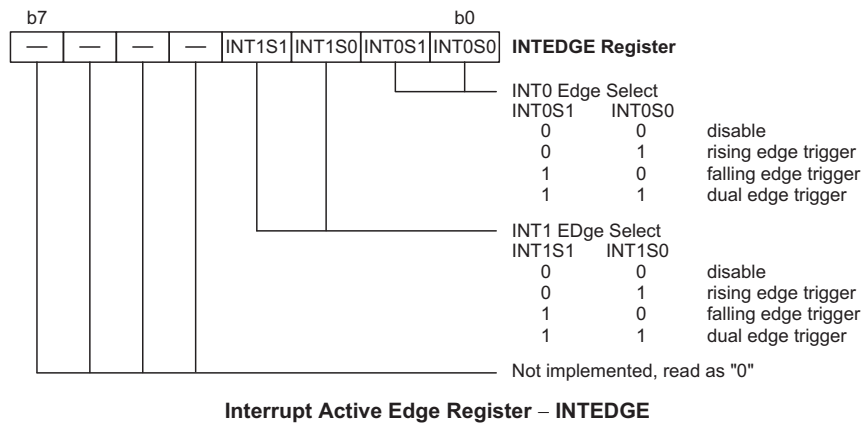 b7 b0
— — — — INT1S1 INT1S0 INT0S1 INT0S0 INTEDGE Register
INT0 Edge Select
INT0S1 INT0S0
0 0 disable
0 1 rising edge trigger
1 0 falling edge trigger
1 1 dual edge trigger
INT1 EDge Select
INT1S1 INT1S0
0 0 disable
0 1 rising edge trigger
1 0 falling edge trigger
1 1 dual edge trigger
Not implemented, read as "0"
Interrupt Active Edge Register − INTEDGE